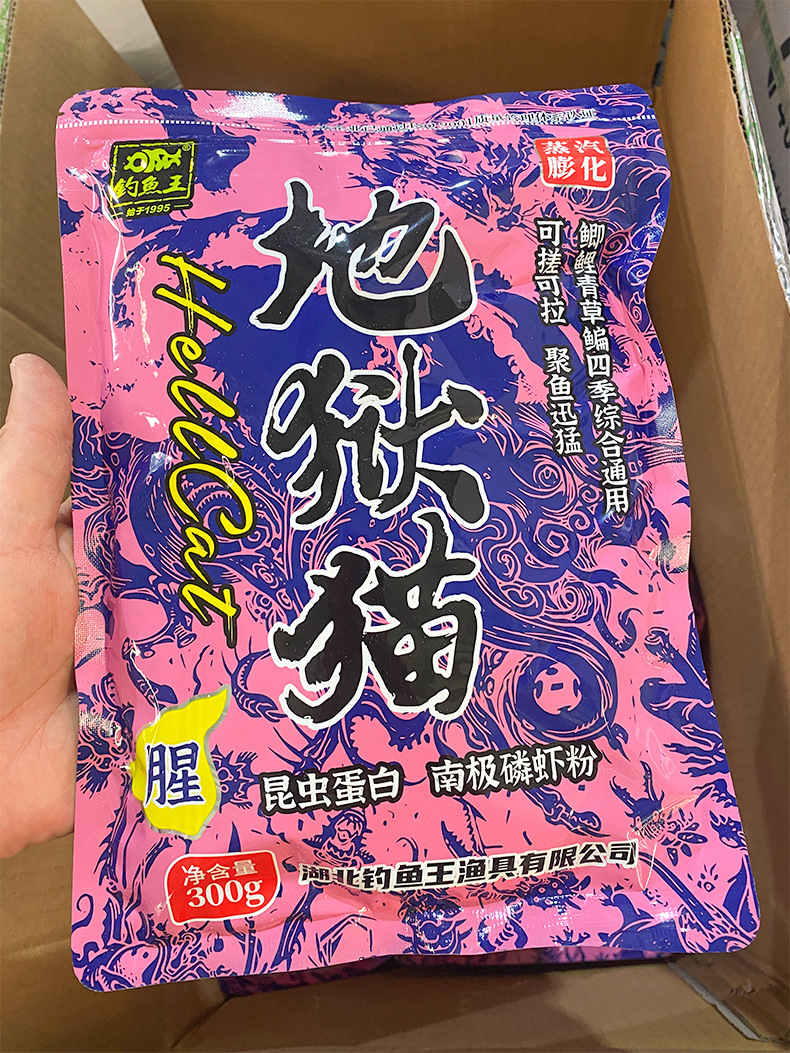 钓鱼王®
始于1995
蒸汽
膨化
地狱猫
HellCat
鲫鲤青草鳊四季综合通用
可搓可拉 聚鱼迅猛
腥
昆虫蛋白 南极磷虾粉
净含量
300g
湖北钓鱼王渔具有限公司